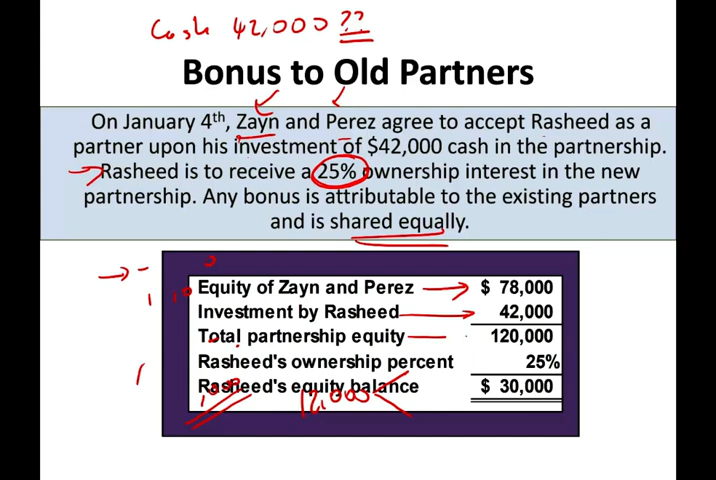 Cash 42,000 ??
Bonus to Old Partners
On January 4th, Zayn and Perez agree to accept Rasheed as a
partner upon his investment of $42,000 cash in the partnership.
Rasheed is to receive a 25% ownership interest in the new
partnership. Any bonus is attributable to the existing partners
and is shared equally.
Equity of Zayn and Perez $ 78,000
Investment by Rasheed 42,000
Total partnership equity 120,000
Rasheed's ownership percent 25%
Rasheed's equity balance $ 30,000
12,000